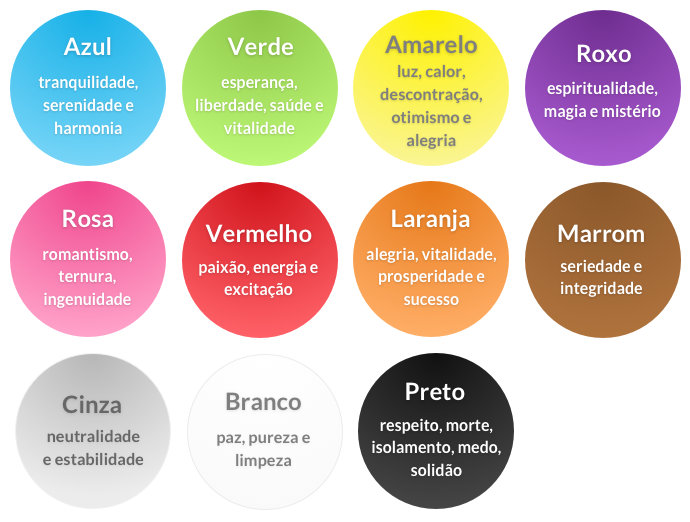 Azul
tranquilidade,
serenidade e
harmonia
Verde
esperança,
liberdade, saúde e
vitalidade
Amarelo
luz, calor,
descontração,
otimismo e
alegria
Roxo
espiritualidade,
magia e mistério
Rosa
romantismo,
ternura,
ingenuidade
Vermelho
paixão, energia e
excitação
Laranja
alegria, vitalidade,
prosperidade e
sucesso
Marrom
seriedade e
integridade
Cinza
neutralidade
e estabilidade
Branco
paz, pureza e
limpeza
Preto
respeito, morte,
isolamento, medo,
solidão